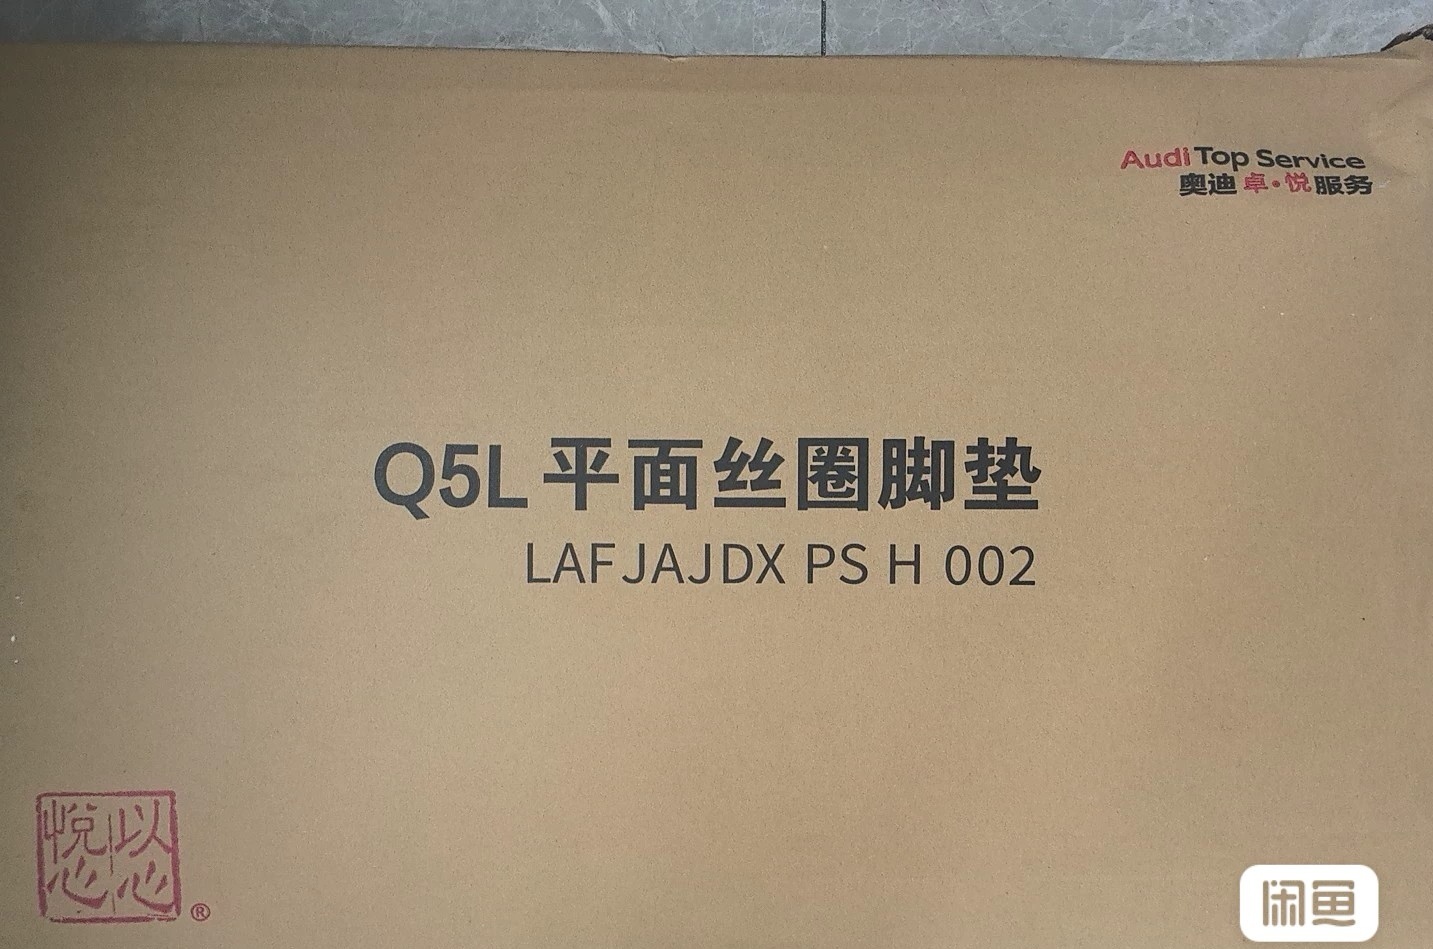 Audi Top Service
奥迪 卓·悦 服务
Q5L 平面丝圈脚垫
LAFJAJDX PS H 002
以心
悦心
®
闲鱼